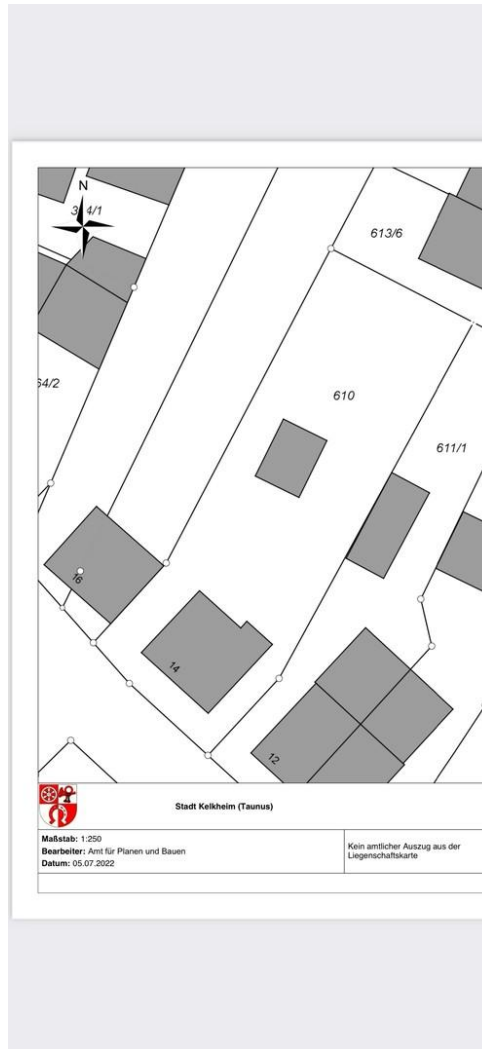 N
613/6
64/2
610
611/1
16
14
12
Stadt Kelkheim (Taunus)
Maßstab: 1:250
Bearbeiter: Amt für Planen und Bauen
Datum: 05.07.2022
Kein amtlicher Auszug aus der
Liegenschaftskarte